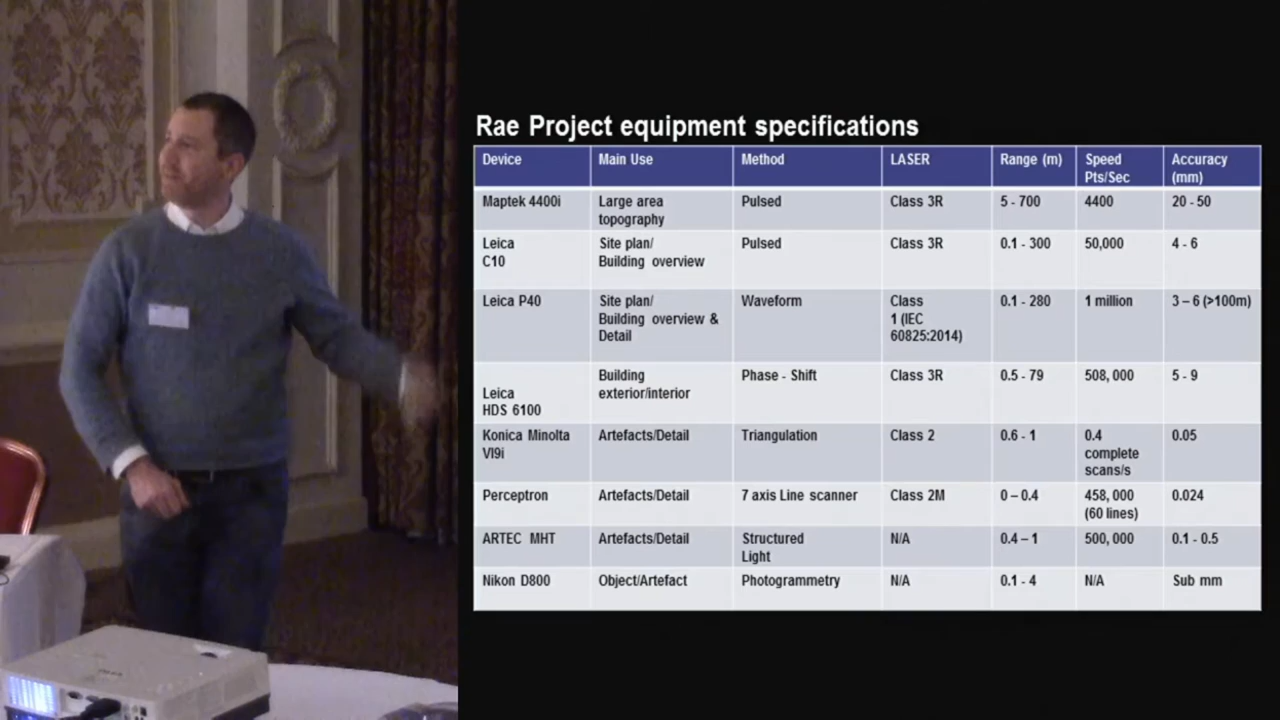 Rae Project equipment specifications
Device Main Use Method LASER Range (m) Speed Pts/Sec Accuracy (mm)
Maptek 4400i Large area topography Pulsed Class 3R 5 - 700 4400 20 - 50
Leica C10 Site plan/ Building overview Pulsed Class 3R 0.1 - 300 50,000 4 - 6
Leica P40 Site plan/ Building overview & Detail Waveform Class 1 (IEC 60825:2014) 0.1 - 280 1 million 3 – 6 (>100m)
Leica HDS 6100 Building exterior/interior Phase - Shift Class 3R 0.5 - 79 508, 000 5 - 9
Konica Minolta VI9i Artefacts/Detail Triangulation Class 2 0.6 - 1 0.4 complete scans/s 0.05
Perceptron Artefacts/Detail 7 axis Line scanner Class 2M 0 – 0.4 458, 000 (60 lines) 0.024
ARTEC MHT Artefacts/Detail Structured Light N/A 0.4 – 1 500, 000 0.1 - 0.5
Nikon D800 Object/Artefact Photogrammetry N/A 0.1 - 4 N/A Sub mm